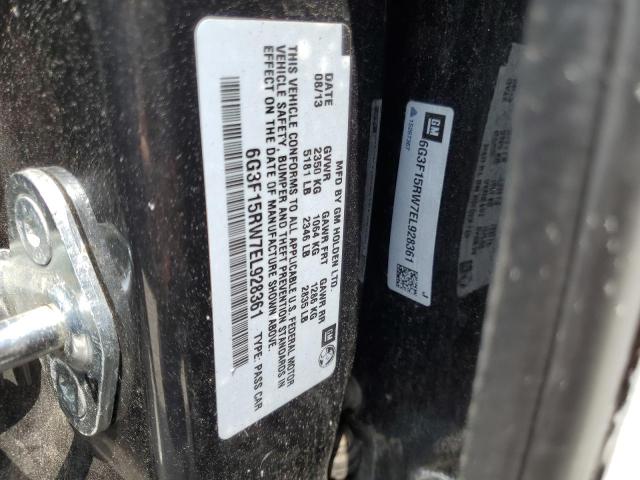 MFD BY GM HOLDEN LTD.
DATE GVWR GAWR FRT GAWR RR
08/13 2350 KG 1064 KG 1286 KG
5181 LB 2346 LB 2835 LB
THIS VEHICLE CONFORMS TO ALL APPLICABLE U.S. FEDERAL MOTOR
VEHICLE SAFETY, BUMPER AND THEFT PREVENTION STANDARDS IN
EFFECT ON THE DATE OF MANUFACTURE SHOWN ABOVE.
6G3F15RW7EL928361 TYPE: PASS CAR
GM
GM
6G3F15RW7EL928361
J